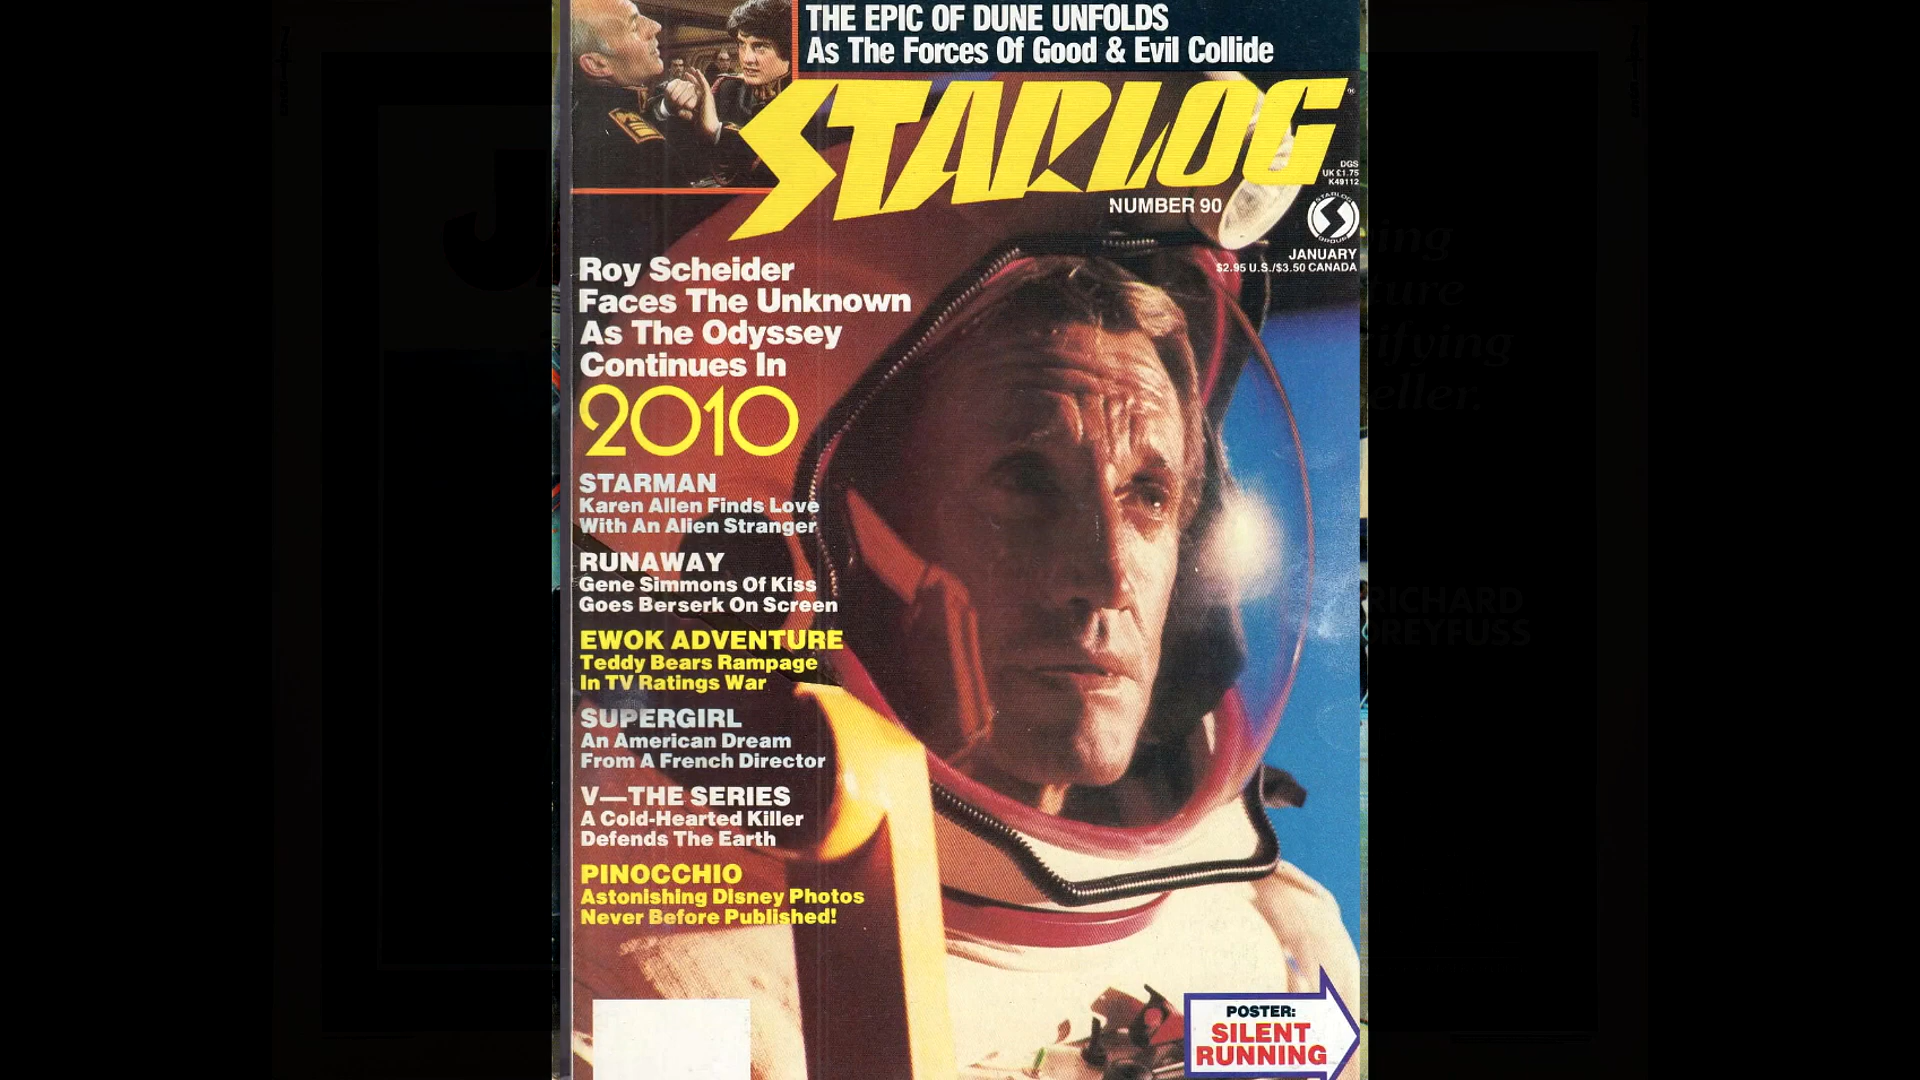 THE EPIC OF DUNE UNFOLDS
As The Forces Of Good & Evil Collide
STARLOG
DGS
UK £1.75
K49112
NUMBER 90
STARLOG
GROUP
JANUARY
$2.95 U.S./$3.50 CANADA
Roy Scheider
Faces The Unknown
As The Odyssey
Continues In
2010
STARMAN
Karen Allen Finds Love
With An Alien Stranger
RUNAWAY
Gene Simmons Of Kiss
Goes Berserk On Screen
EWOK ADVENTURE
Teddy Bears Rampage
In TV Ratings War
SUPERGIRL
An American Dream
From A French Director
V—THE SERIES
A Cold-Hearted Killer
Defends The Earth
PINOCCHIO
Astonishing Disney Photos
Never Before Published!
POSTER:
SILENT
RUNNING
RICHARD
DREYFUSS